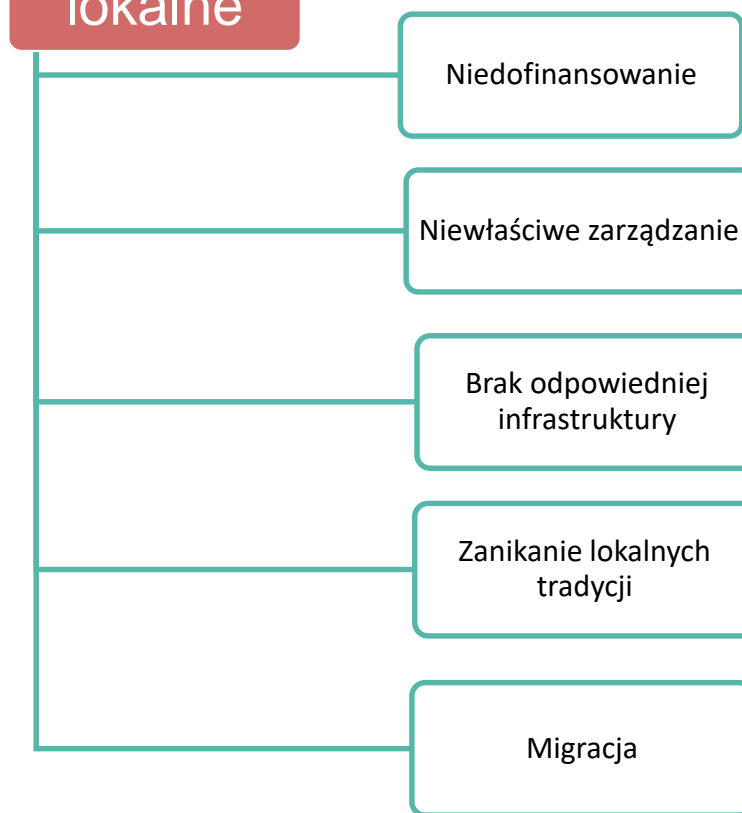 lokalne
Niedofinansowanie
Niewłaściwe zarządzanie
Brak odpowiedniej
infrastruktury
Zanikanie lokalnych
tradycji
Migracja